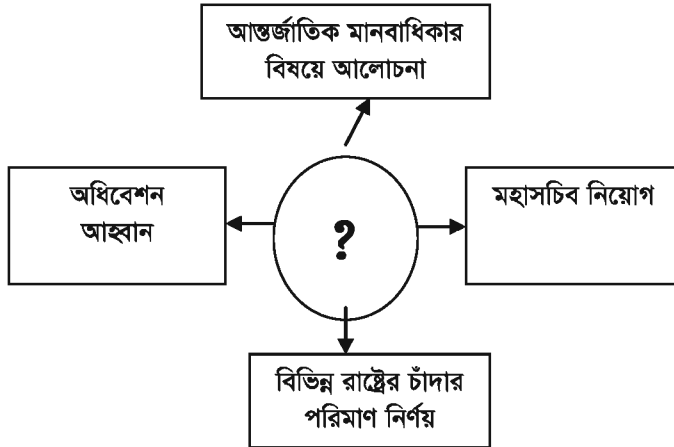 আন্তর্জাতিক মানবাধিকার
বিষয়ে আলোচনা
অধিবেশন
আহ্বান
?
মহাসচিব নিয়োগ
বিভিন্ন রাষ্ট্রের চাঁদার
পরিমাণ নির্ণয়